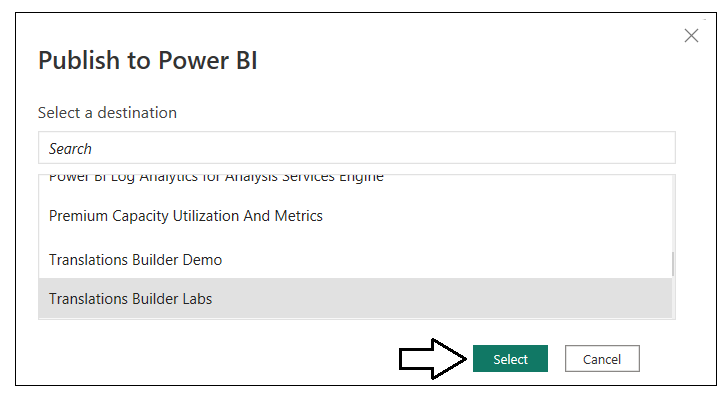 Publish to Power BI
Select a destination
Search
Power BI Log Analytics for Analysis Services Engine
Premium Capacity Utilization And Metrics
Translations Builder Demo
Translations Builder Labs
Select
Cancel